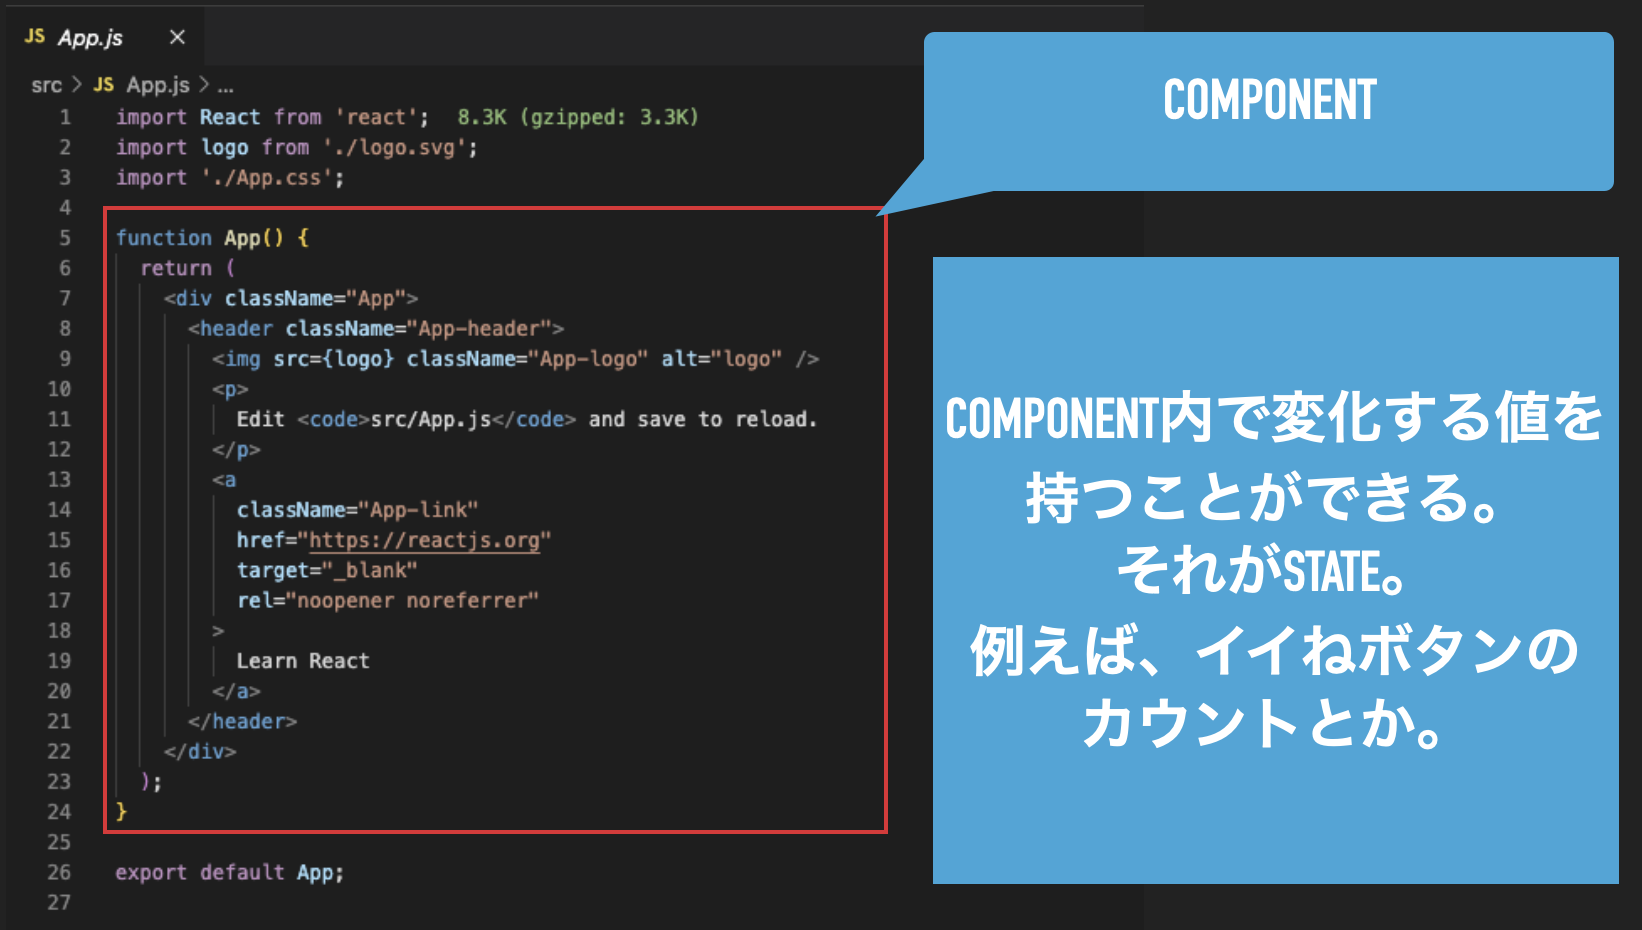 JS App.js ×
src > JS App.js > ...
1 import React from 'react'; 8.3K (gzipped: 3.3K)
2 import logo from './logo.svg';
3 import './App.css';
4
5 function App() {
6 return (
7 <div className="App">
8 <header className="App-header">
9 <img src={logo} className="App-logo" alt="logo" />
10 <p>
11 Edit <code>src/App.js</code> and save to reload.
12 </p>
13 <a
14 className="App-link"
15 href="https://reactjs.org"
16 target="_blank"
17 rel="noopener noreferrer"
18 >
19 Learn React
20 </a>
21 </header>
22 </div>
23 );
24 }
25
26 export default App;
27
COMPONENT
COMPONENT内で変化する値を
持つことができる。
それがSTATE。
例えば、イイねボタンの
カウントとか。